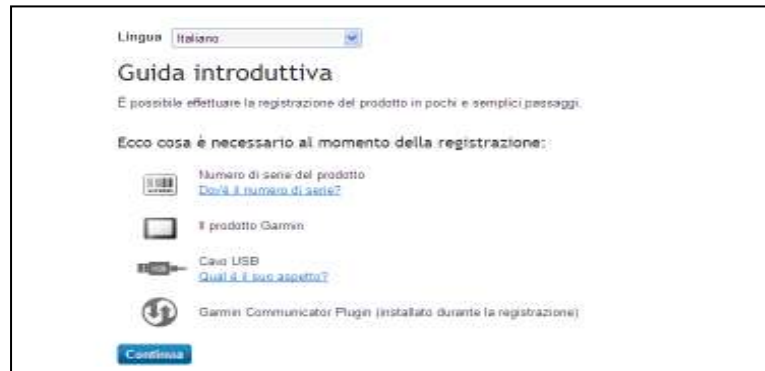 Lingua Italiano
Guida introduttiva
È possibile effettuare la registrazione del prodotto in pochi e semplici passaggi.
Ecco cosa è necessario al momento della registrazione:
Numero di serie del prodotto
Dov'è il numero di serie?
Il prodotto Garmin
Cavo USB
Qual è il suo aspetto?
Garmin Communicator Plugin (installato durante la registrazione)
Continua